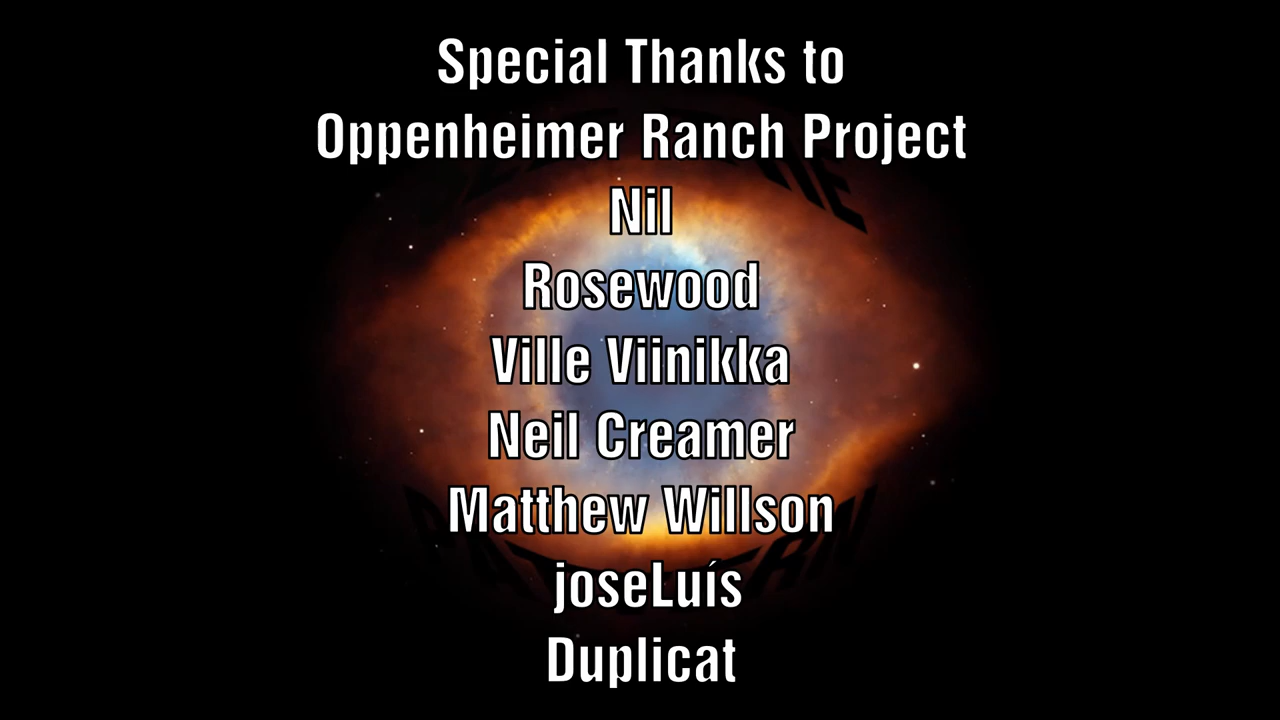 Special Thanks to
Oppenheimer Ranch Project
Nil
Rosewood
Ville Viinikka
Neil Creamer
Matthew Willson
joseLuís
Duplicat